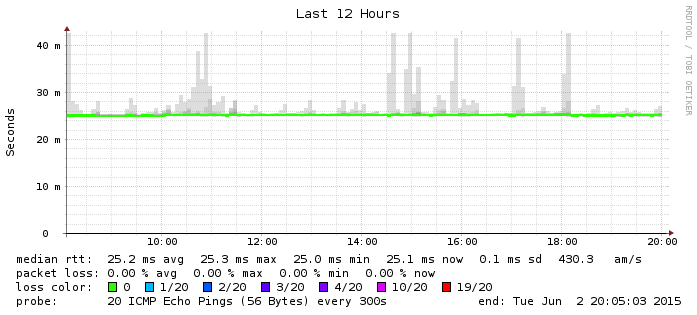 Last 12 Hours
RRDTOOL / TOBI OETIKER
Seconds
40 m
30 m
20 m
10 m
0
10:00 12:00 14:00 16:00 18:00 20:00
median rtt: 25.2 ms avg 25.3 ms max 25.0 ms min 25.1 ms now 0.1 ms sd 430.3 am/s
packet loss: 0.00 % avg 0.00 % max 0.00 % min 0.00 % now
loss color: 0 1/20 2/20 3/20 4/20 10/20 19/20
probe: 20 ICMP Echo Pings (56 Bytes) every 300s end: Tue Jun 2 20:05:03 2015